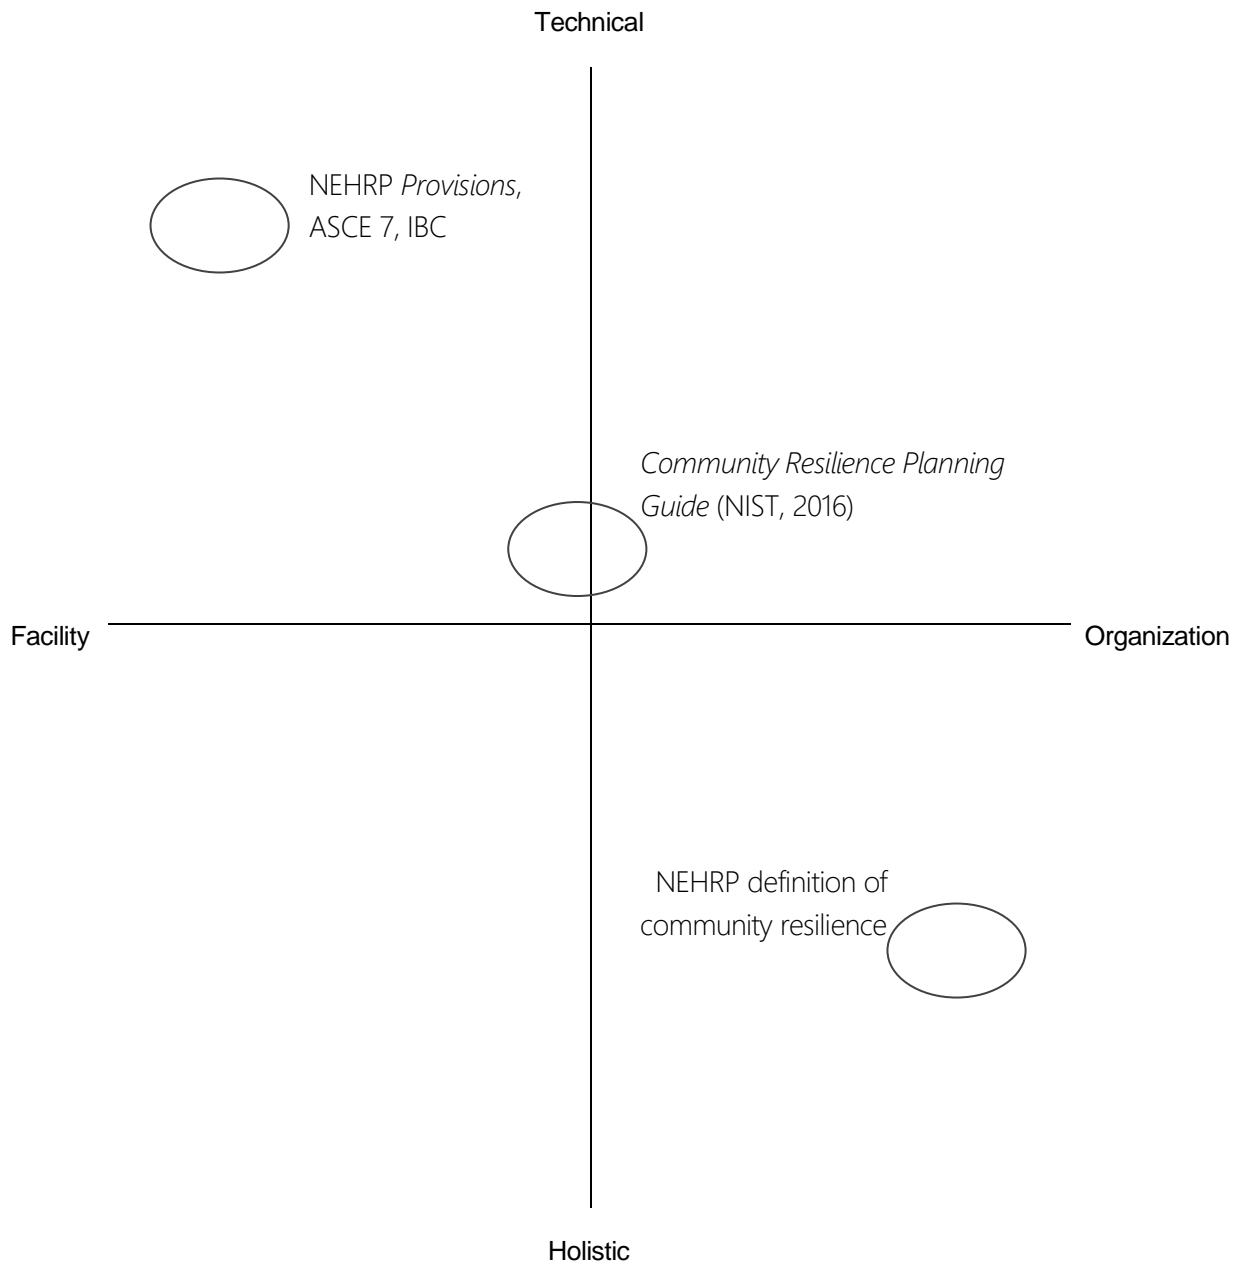 Technical
NEHRP Provisions,
ASCE 7, IBC
Community Resilience Planning
Guide (NIST, 2016)
Facility
Organization
NEHRP definition of
community resilience
Holistic